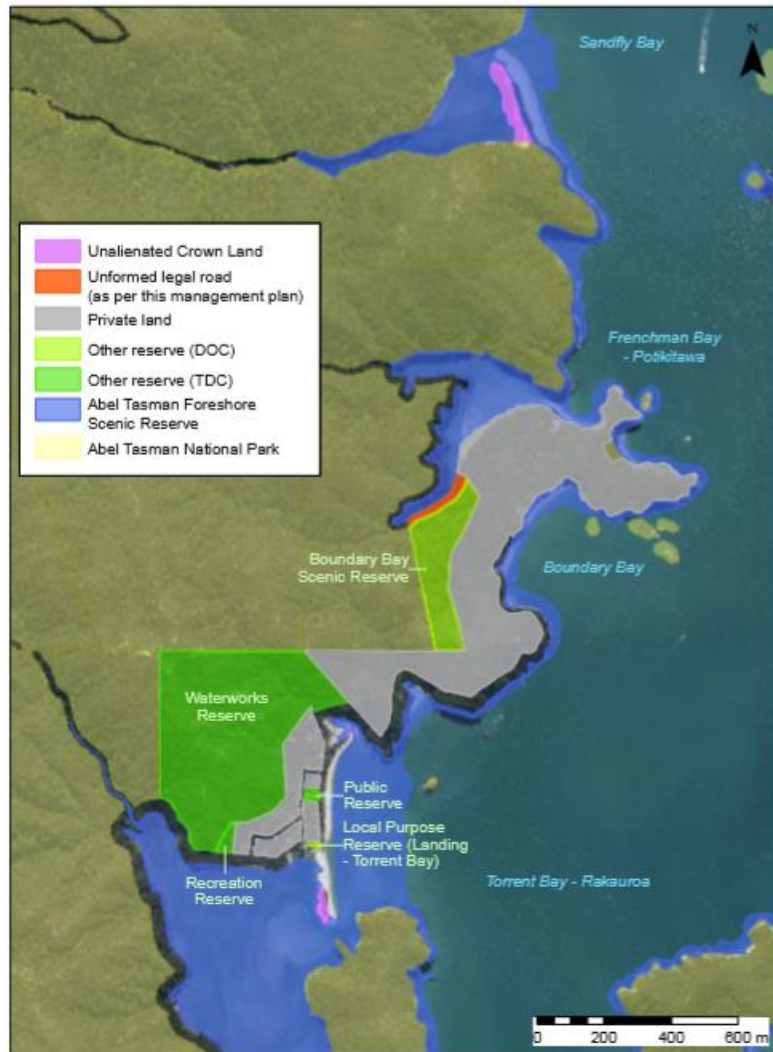 Sandfly Bay
N
Unalienated Crown Land
Unformed legal road
(as per this management plan)
Private land
Other reserve (DOC)
Other reserve (TDC)
Abel Tasman Foreshore
Scenic Reserve
Abel Tasman National Park
Frenchman Bay
- Potikitawa
Boundary Bay
Scenic Reserve
Boundary Bay
Waterworks
Reserve
Public
Reserve
Local Purpose
Reserve (Landing
- Torrent Bay)
Recreation
Reserve
Torrent Bay - Rakauroa
0 200 400 600 m